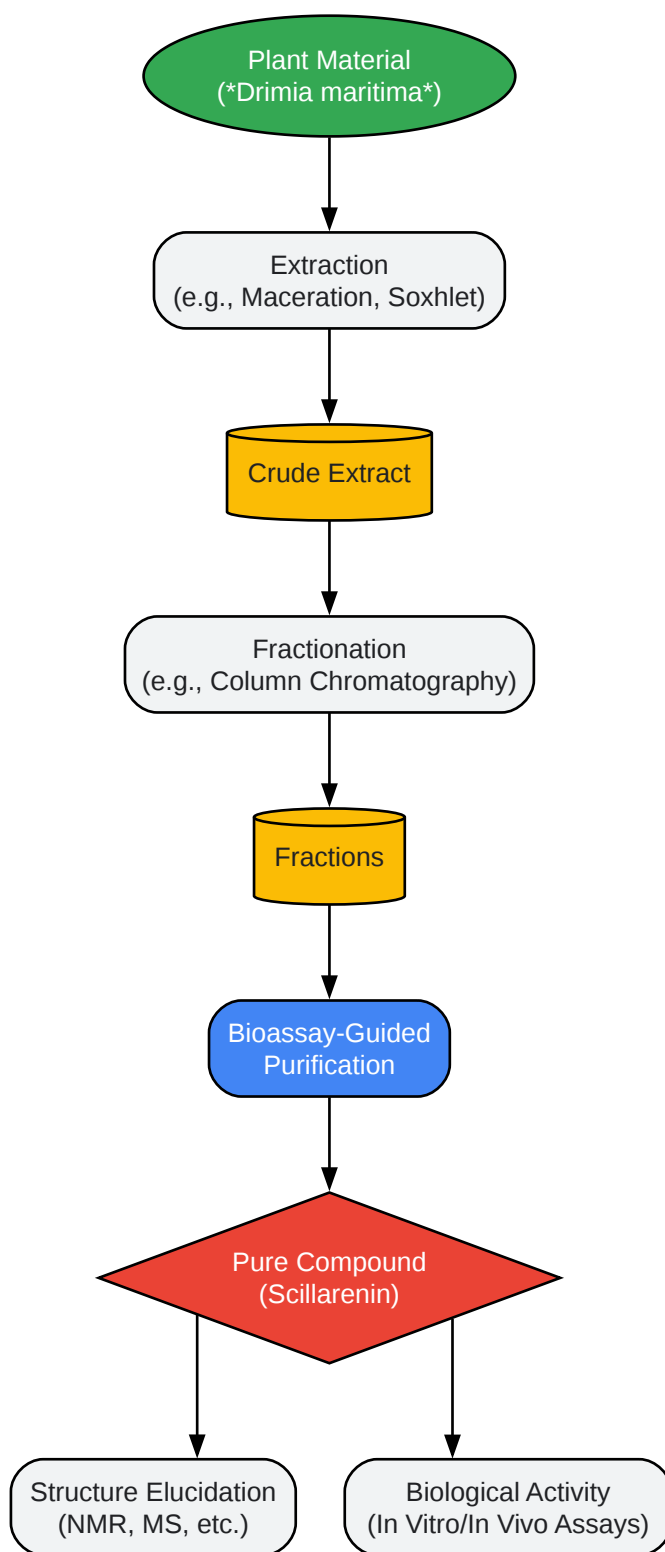 Plant Material
(*Drimia maritima*)
Extraction
(e.g., Maceration, Soxhlet)
Crude Extract
Fractionation
(e.g., Column Chromatography)
Fractions
Bioassay-Guided
Purification
Pure Compound
(Scillarenin)
Structure Elucidation
(NMR, MS, etc.)
Biological Activity
(In Vitro/In Vivo Assays)